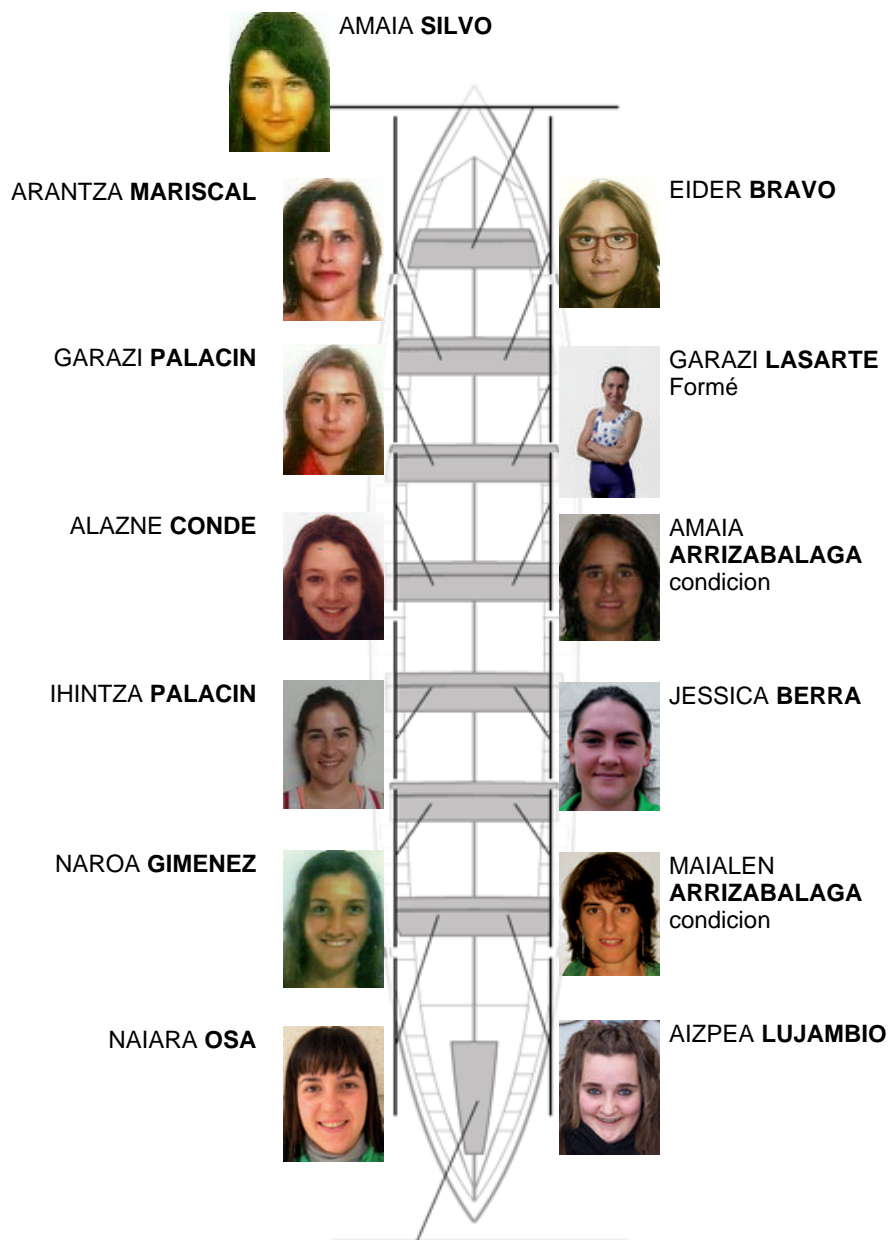 AMAIA SILVO
ARANTZA MARISCAL
EIDER BRAVO
GARAZI PALACIN
GARAZI LASARTE
Formé
ALAZNE CONDE
AMAIA
ARRIZABALAGA
condicion
IHINTZA PALACIN
JESSICA BERRA
NAROA GIMENEZ
MAIALEN
ARRIZABALAGA
condicion
NAIARA OSA
AIZPEA LUJAMBIO